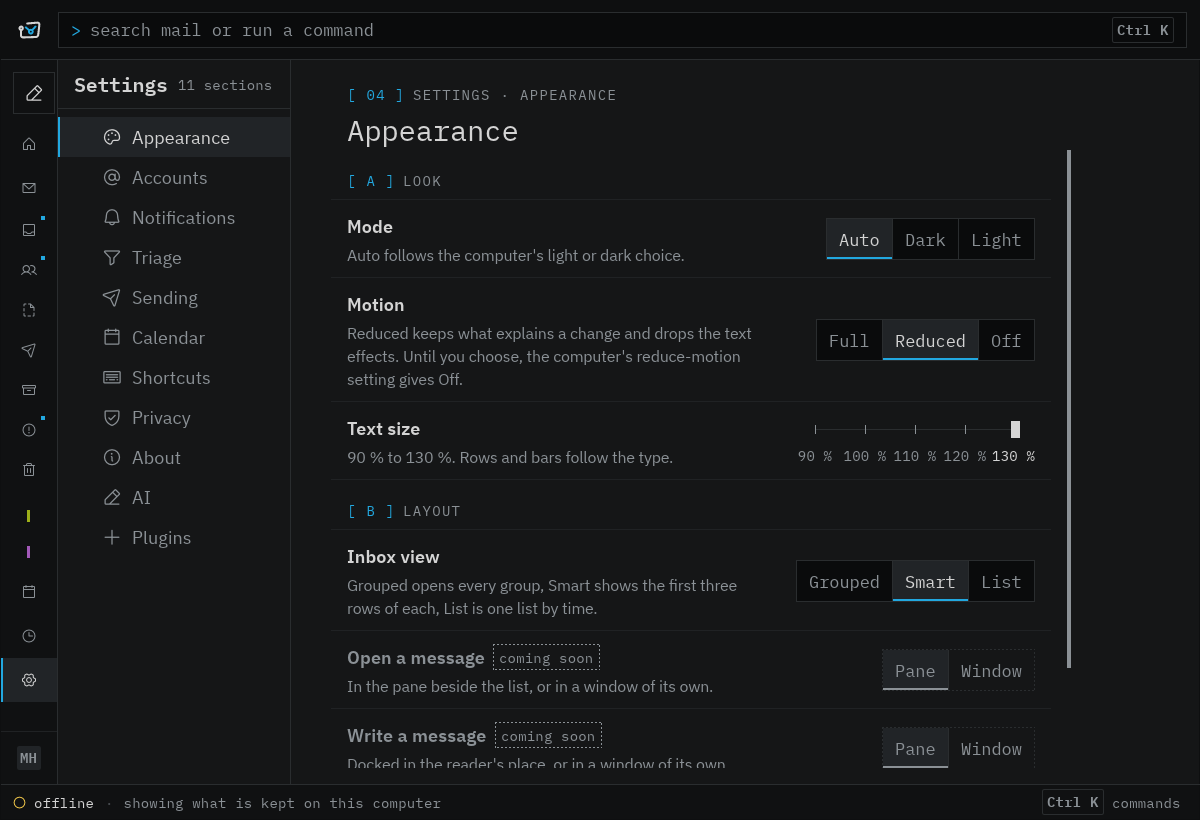 > search mail or run a command
Ctrl K
Settings 11 sections
Appearance
Accounts
Notifications
Triage
Sending
Calendar
Shortcuts
Privacy
About
AI
Plugins
MH
[ 04 ] SETTINGS · APPEARANCE
Appearance
[ A ] LOOK
Mode
Auto follows the computer's light or dark choice.
Auto Dark Light
Motion
Reduced keeps what explains a change and drops the text
effects. Until you choose, the computer's reduce-motion
setting gives Off.
Full Reduced Off
Text size
90 % to 130 %. Rows and bars follow the type.
90 % 100 % 110 % 120 % 130 %
[ B ] LAYOUT
Inbox view
Grouped opens every group, Smart shows the first three
rows of each, List is one list by time.
Grouped Smart List
Open a message coming soon
In the pane beside the list, or in a window of its own.
Pane Window
Write a message coming soon
Docked in the reader's place, or in a window of its own.
Pane Window
offline · showing what is kept on this computer
Ctrl K commands